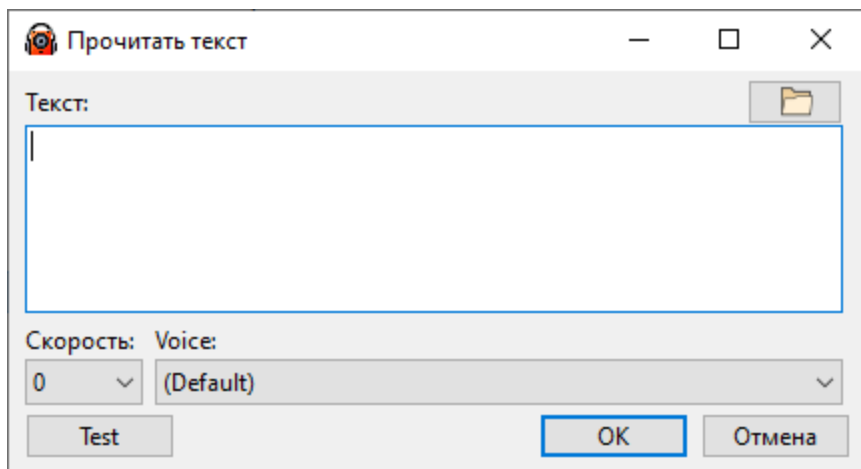 Прочитать текст
Текст:
Скорость: Voice:
0 (Default)
Test OK Отмена